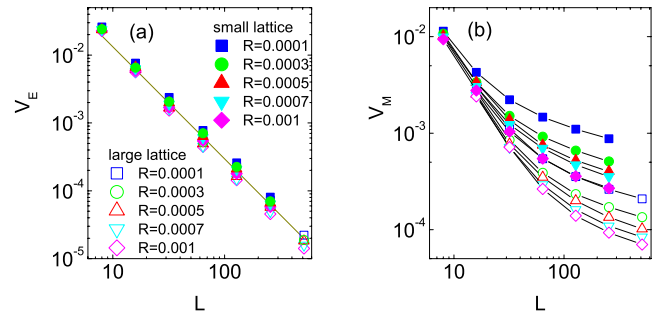 (a)
small lattice
R=0.0001
R=0.0003
R=0.0005
R=0.0007
R=0.001
large lattice
R=0.0001
R=0.0003
R=0.0005
R=0.0007
R=0.001
10^-2
10^-3
10^-4
10^-5
V_E
10
100
L
(b)
10^-2
10^-3
10^-4
V_M
10
100
L